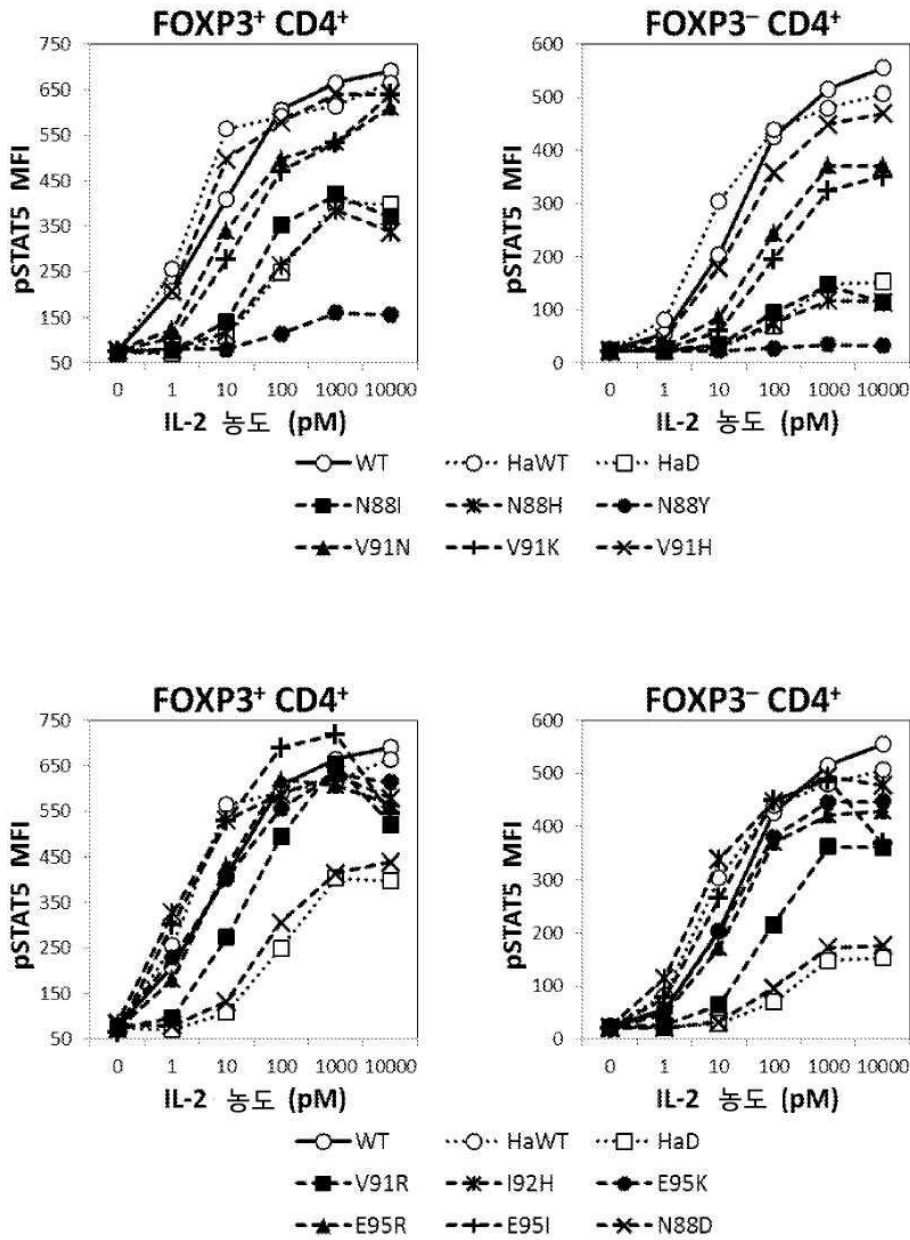 FOXP3⁺ CD4⁺
FOXP3⁻ CD4⁺
pSTAT5 MFI
750
650
550
450
350
250
150
50
0 1 10 100 1000 10000
IL-2 농도 (pM)
pSTAT5 MFI
600
500
400
300
200
100
0
0 1 10 100 1000 10000
IL-2 농도 (pM)
WT HaWT HaD
N88I N88H N88Y
V91N V91K V91H
FOXP3⁺ CD4⁺
FOXP3⁻ CD4⁺
pSTAT5 MFI
750
650
550
450
350
250
150
50
0 1 10 100 1000 10000
IL-2 농도 (pM)
pSTAT5 MFI
600
500
400
300
200
100
0
0 1 10 100 1000 10000
IL-2 농도 (pM)
WT HaWT HaD
V91R I92H E95K
E95R E95I N88D